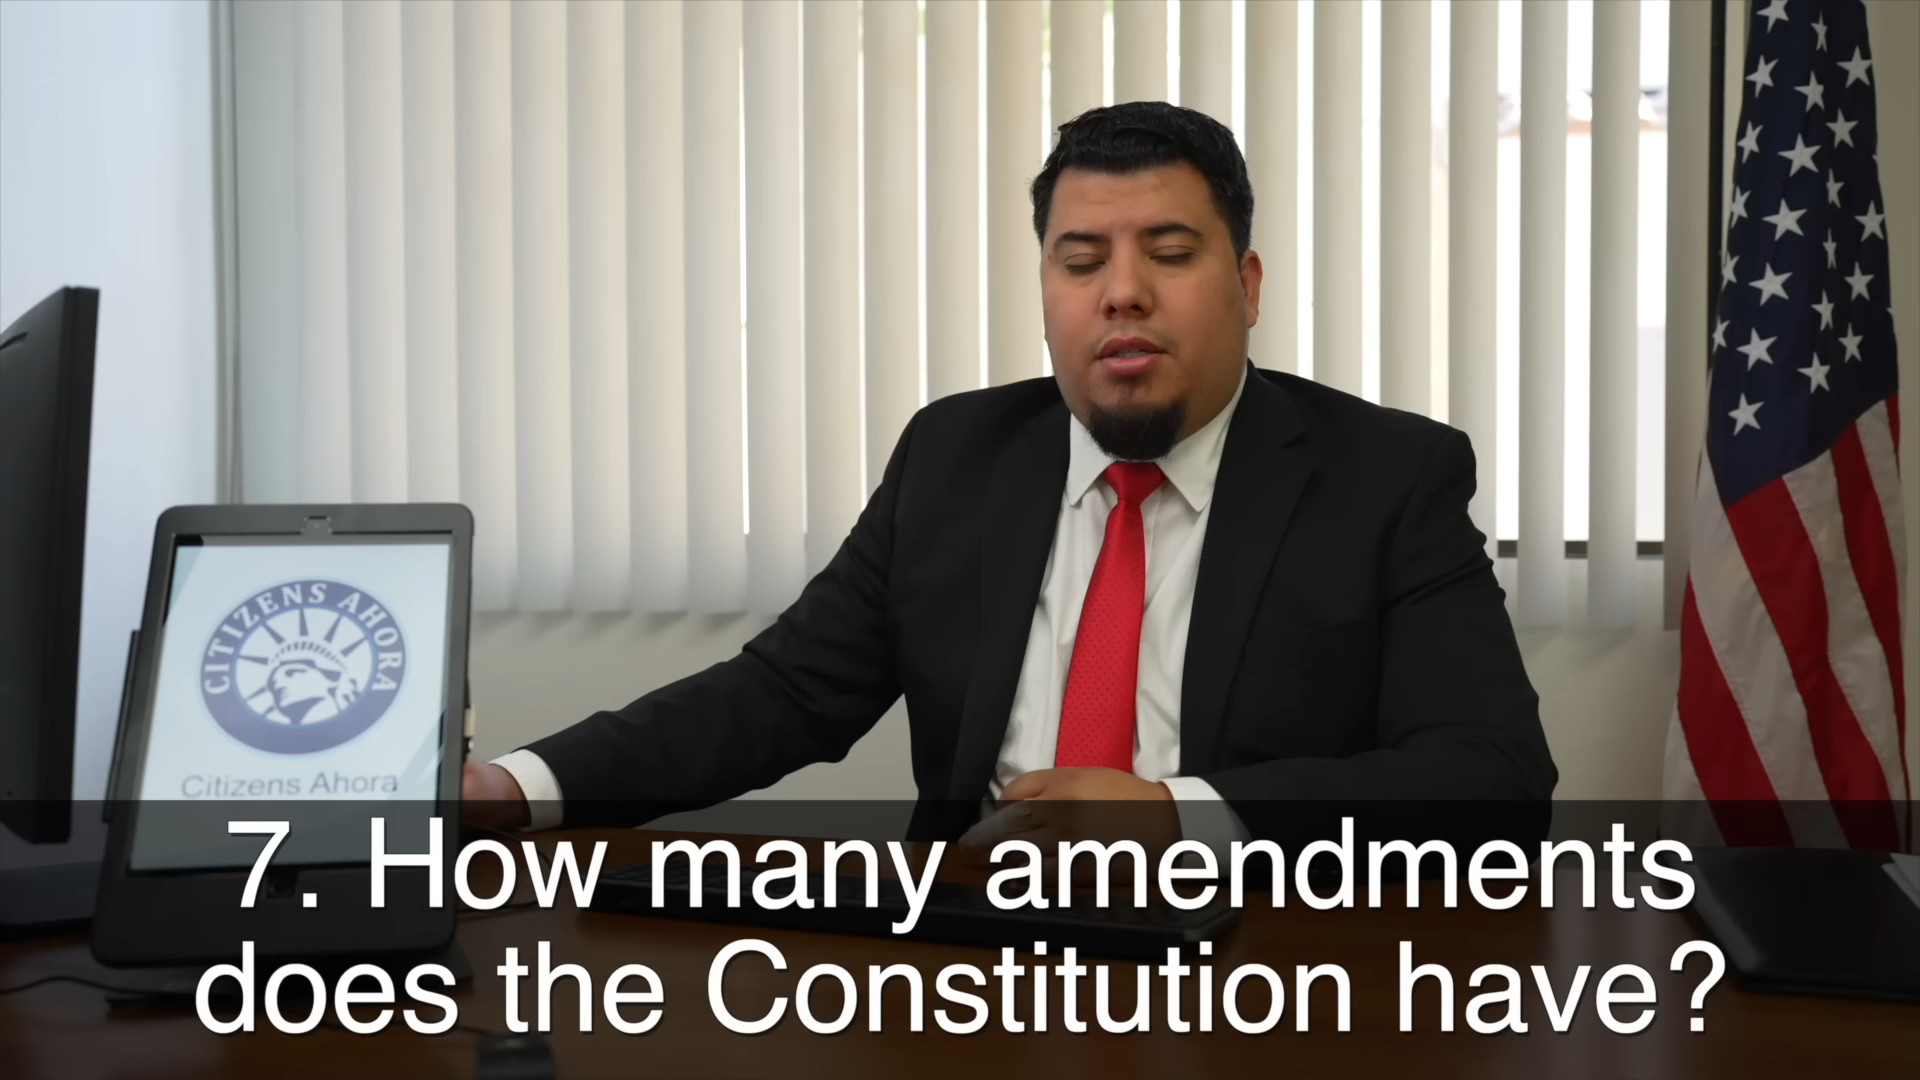 CITIZENS AHORA
Citizens Ahora
7. How many amendments
does the Constitution have?